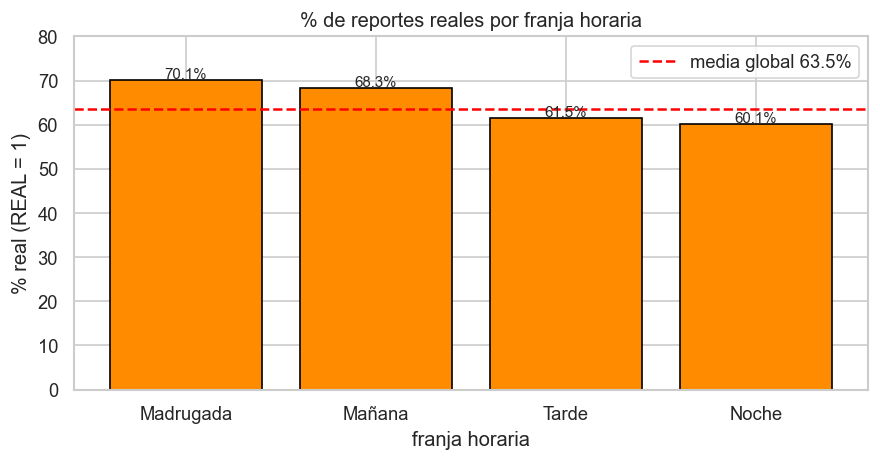 % de reportes reales por franja horaria
media global 63.5%
% real (REAL = 1)
80
70
60
50
40
30
20
10
0
70.1%
68.3%
61.5%
60.1%
Madrugada
Mañana
Tarde
Noche
franja horaria